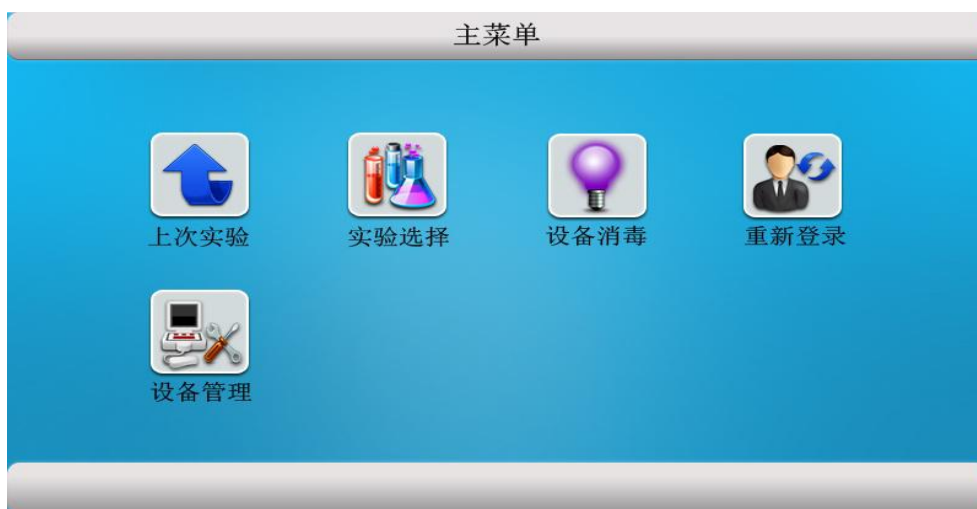 主菜单
上次实验
实验选择
设备消毒
重新登录
设备管理